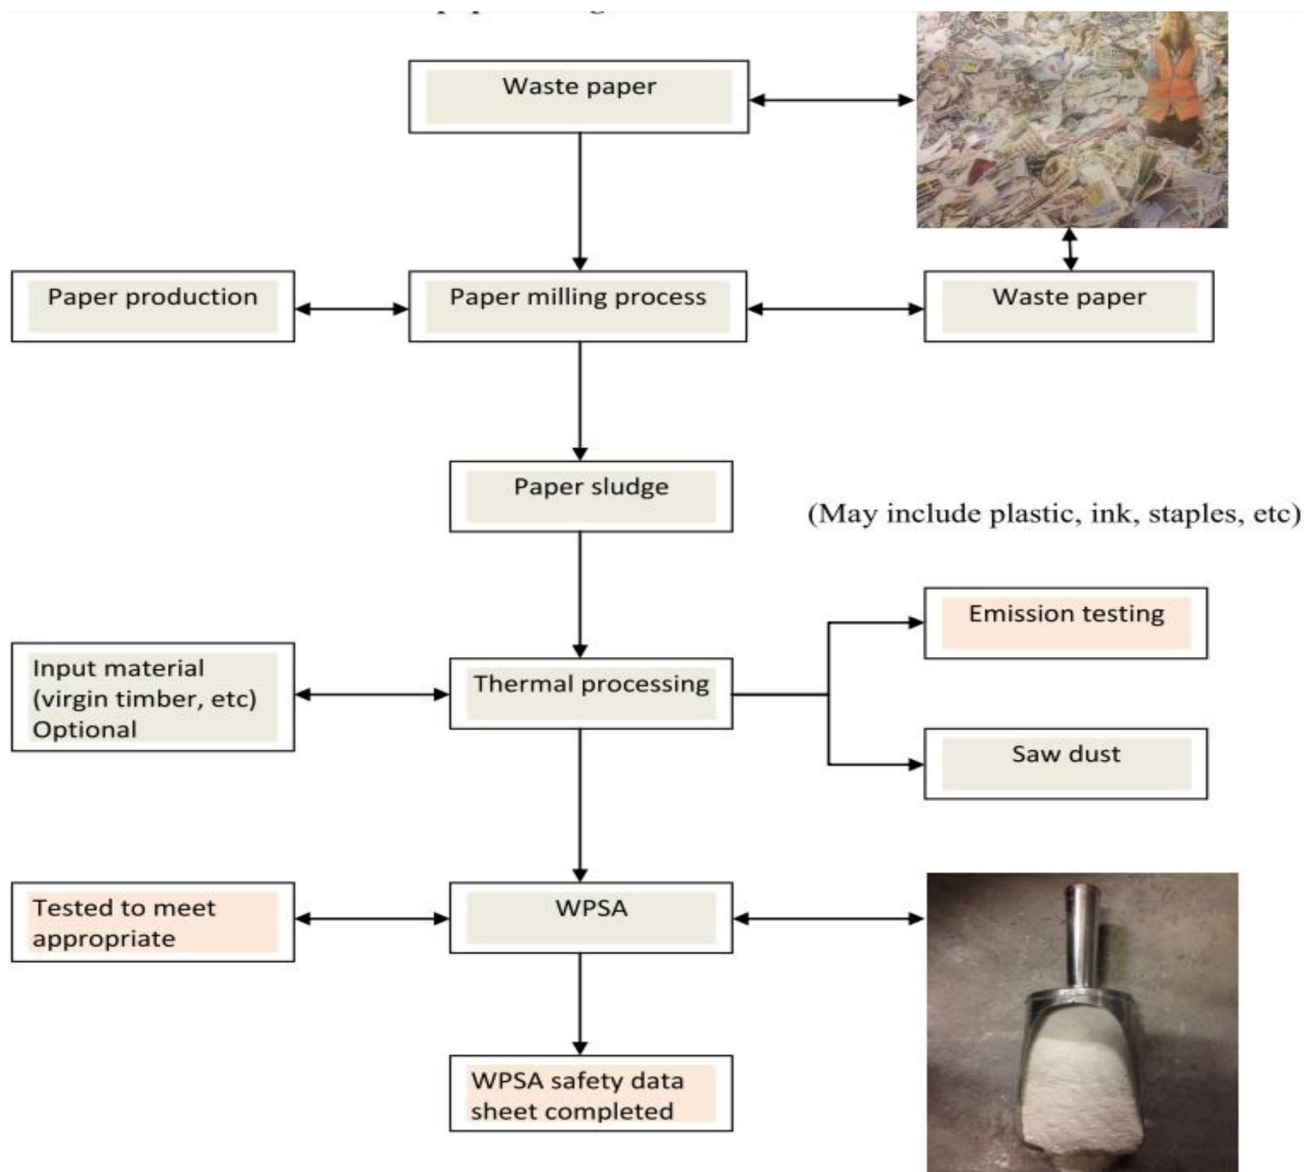 Waste paper
Paper production
Paper milling process
Waste paper
Paper sludge
(May include plastic, ink, staples, etc)
Emission testing
Input material
(virgin timber, etc)
Optional
Thermal processing
Saw dust
Tested to meet
appropriate
WPSA
WPSA safety data
sheet completed